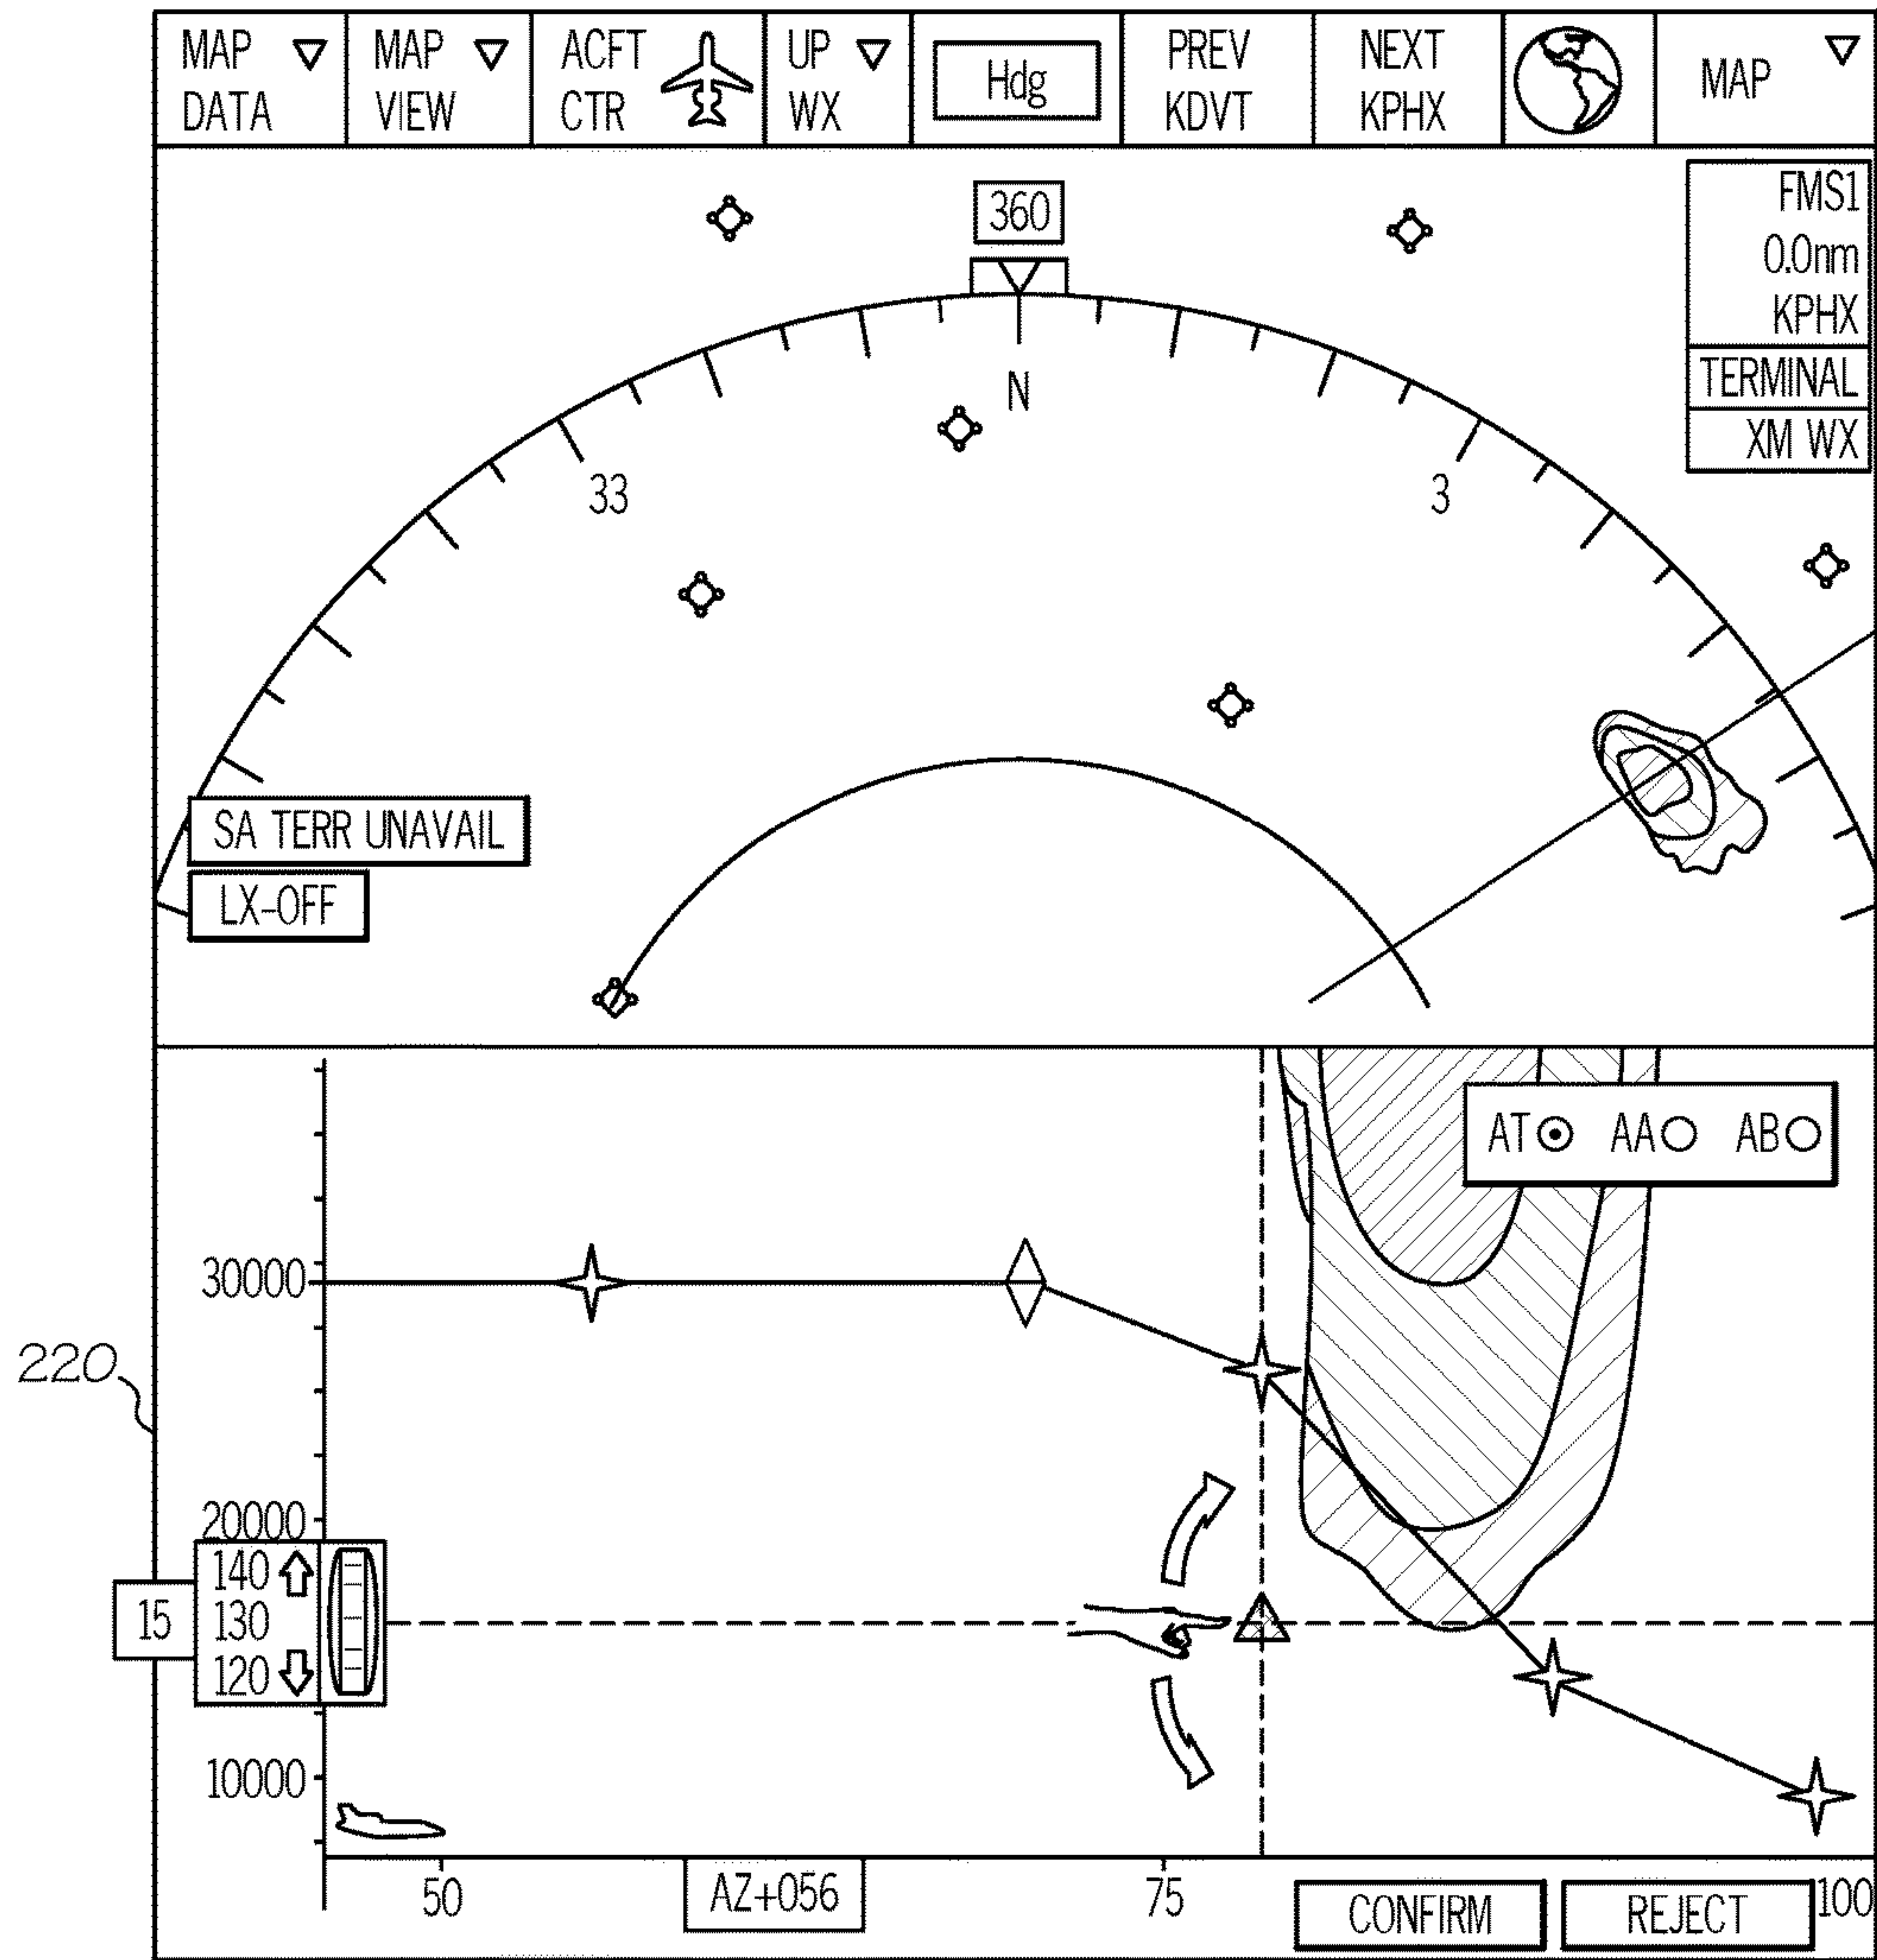 MAP DATA
MAP VIEW
ACFT CTR
UP WX
Hdg
PREV KDVT
NEXT KPHX
MAP
360
FMS1
0.0nm
KPHX
TERMINAL
XM WX
N
33
3
SA TERR UNAVAIL
LX-OFF
AT AA AB
30000
220
20000
140
15
130
120
10000
50
AZ+056
75
CONFIRM
REJECT
100